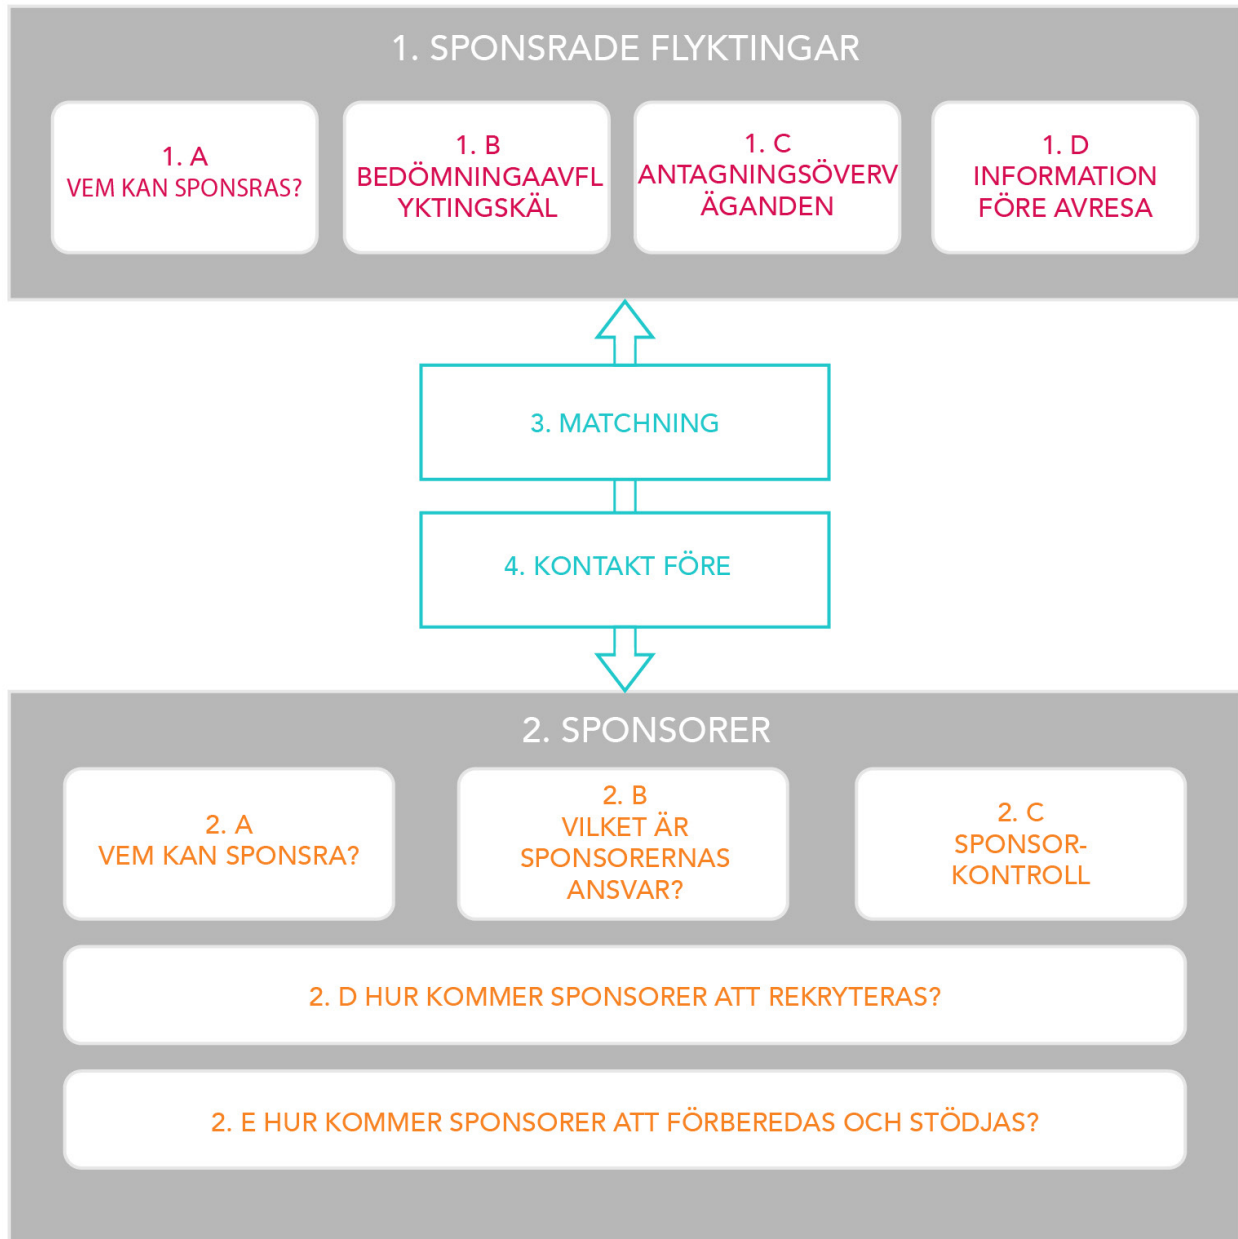 1. SPONSRADE FLYKTINGAR
1. A
VEM KAN SPONSRAS?
1. B
BEDÖMNINGAAVFL
YKTINGSKÄL
1. C
ANTAGNINGSÖVERV
ÄGANDEN
1. D
INFORMATION
FÖRE AVRESA
3. MATCHNING
4. KONTAKT FÖRE
2. SPONSORER
2. A
VEM KAN SPONSRA?
2. B
VILKET ÄR
SPONSORERNAS
ANSVAR?
2. C
SPONSOR-
KONTROLL
2. D HUR KOMMER SPONSORER ATT REKRYTERAS?
2. E HUR KOMMER SPONSORER ATT FÖRBEREDAS OCH STÖDJAS?